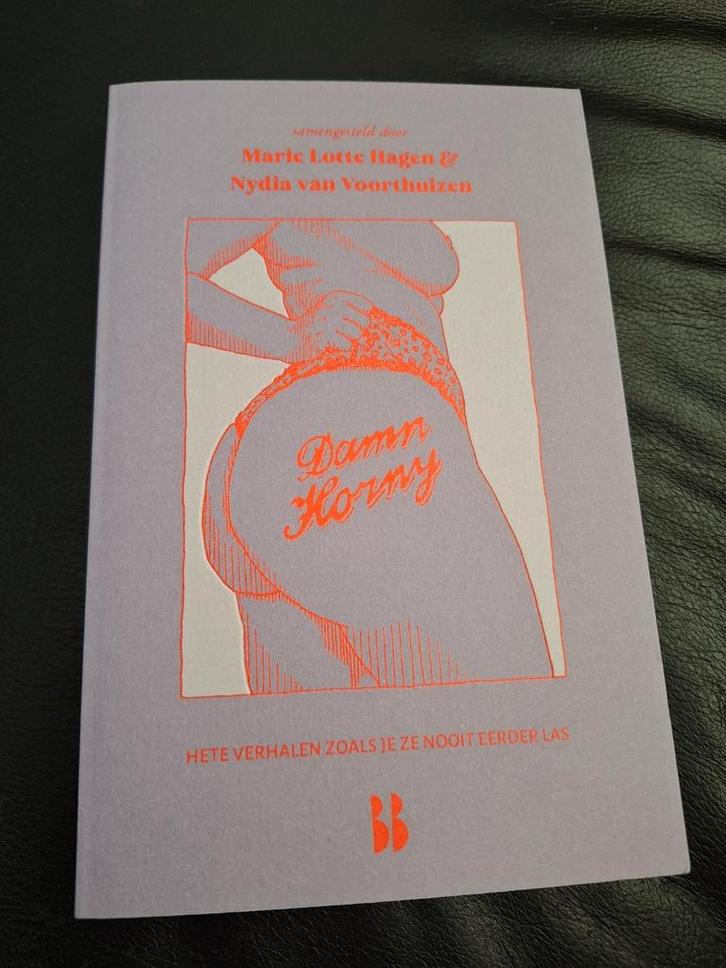 samengesteld door
Marie Lotte Hagen &
Nydia van Voorthuizen
Damn
Horny
HETE VERHALEN ZOALS JE ZE NOOIT EERDER LAS
BB